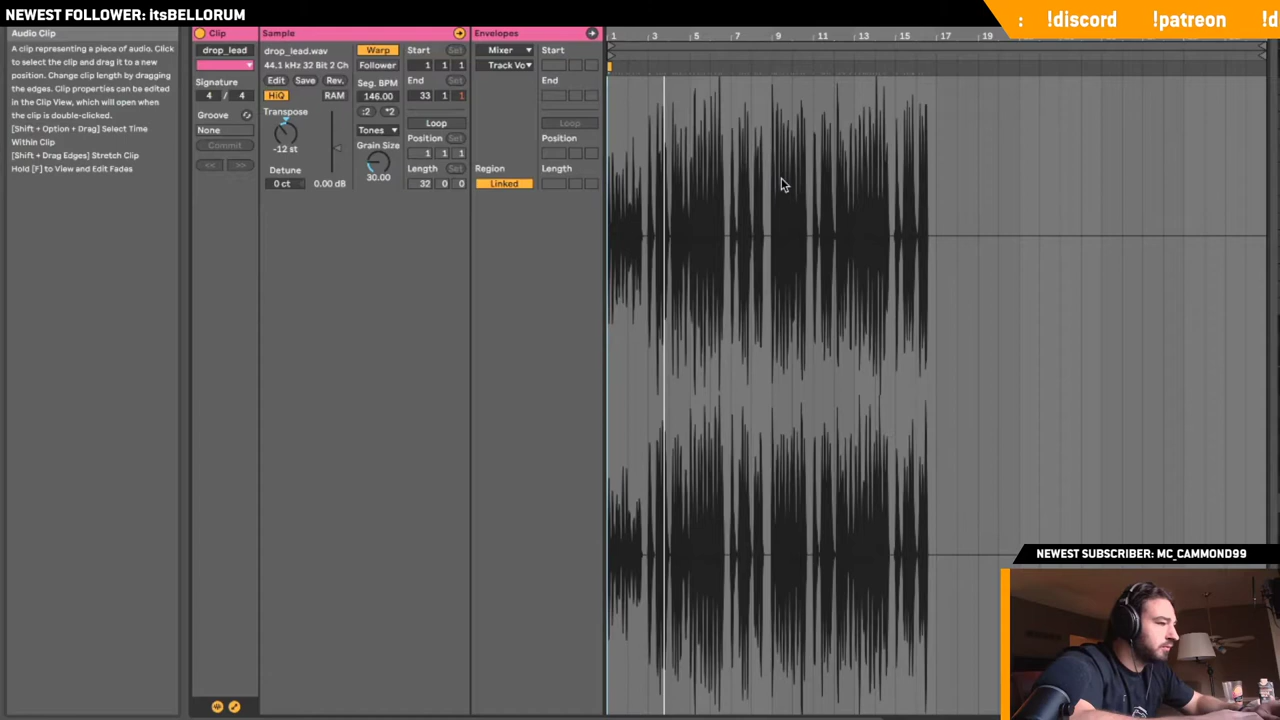 NEWEST FOLLOWER: itsBELLORUM
: !discord !patreon !d
Audio Clip
A clip representing a piece of audio. Click
to select the clip and drag it to a new
position. Change clip length by dragging
the edges. Clip properties can be edited
in the Clip View, which will open when
the clip is double-clicked.
[Shift + Option + Drag] Select Time
Within Clip
[Shift + Drag Edges] Stretch Clip
Hold [F] to View and Edit Fades
Clip
drop_lead
Signature
4 / 4
Groove
None
Commit
<< >>
Sample
drop_lead.wav
44.1 kHz 32 Bit 2 Ch
Edit Save Rev.
HiQ RAM
Transpose
-12 st
Detune
0 ct 0.00 dB
Warp
Follower
Seg. BPM
146.00
:2 *2
Tones
Grain Size
30.00
Start Set
1 1 1
End Set
33 1 1
Loop
Position Set
1 1 1
Length Set
32 0 0
Envelopes
Mixer
Track Vo
Region
Linked
Start
End
Loop
Position
Length
1 3 5 7 9 11 13 15 17 19
NEWEST SUBSCRIBER: MC_CAMMOND99